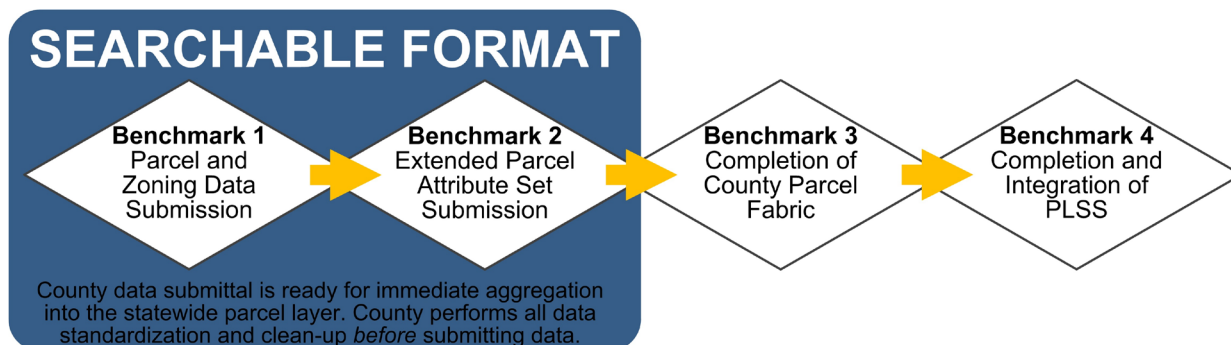 SEARCHABLE FORMAT
Benchmark 1
Parcel and
Zoning Data
Submission
Benchmark 2
Extended Parcel
Attribute Set
Submission
Benchmark 3
Completion of
County Parcel
Fabric
Benchmark 4
Completion and
Integration of
PLSS
County data submittal is ready for immediate aggregation
into the statewide parcel layer. County performs all data
standardization and clean-up before submitting data.